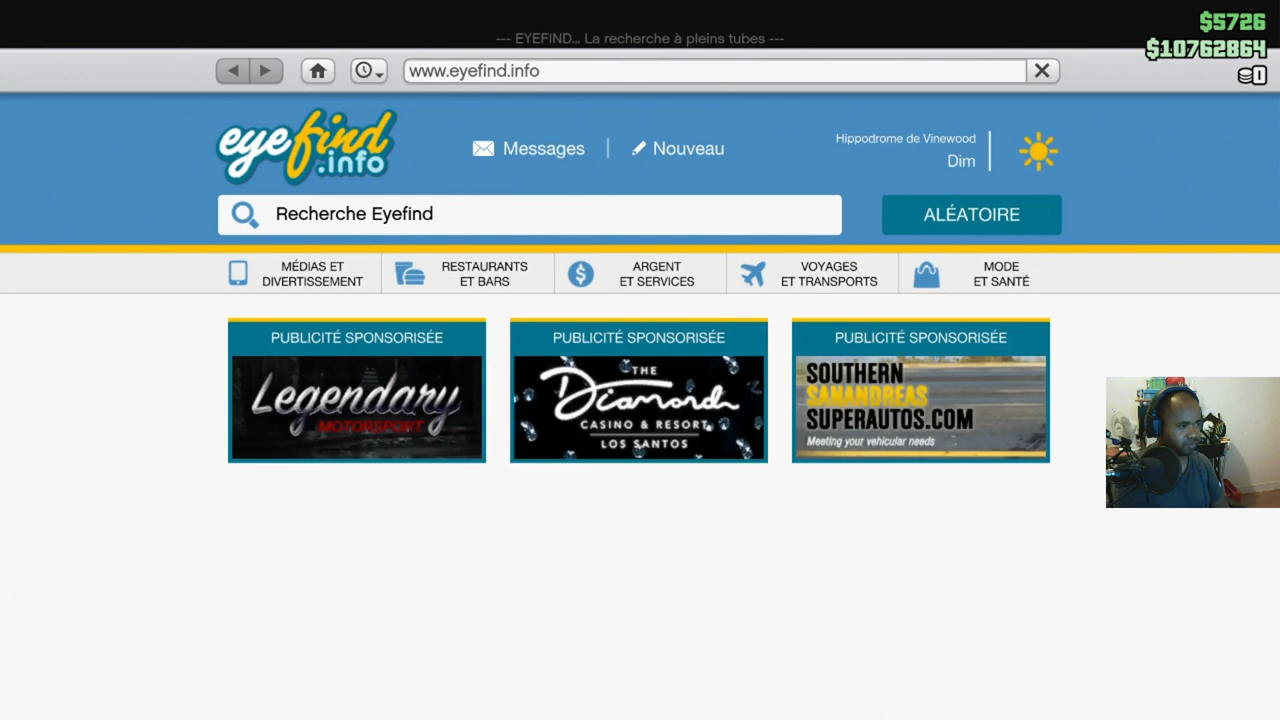 $5726
--- EYEFIND... La recherche à pleins tubes ---
$10762864
www.eyefind.info
0
eyefind.info
Messages
Nouveau
Hippodrome de Vinewood
Dim
Recherche Eyefind
ALÉATOIRE
MÉDIAS ET
DIVERTISSEMENT
RESTAURANTS
ET BARS
ARGENT
ET SERVICES
VOYAGES
ET TRANSPORTS
MODE
ET SANTÉ
PUBLICITÉ SPONSORISÉE
Legendary
MOTORSPORT
PUBLICITÉ SPONSORISÉE
THE
Diamond
CASINO & RESORT
LOS SANTOS
PUBLICITÉ SPONSORISÉE
SOUTHERN
SANANDREAS
SUPERAUTOS.COM
Meeting your vehicular needs